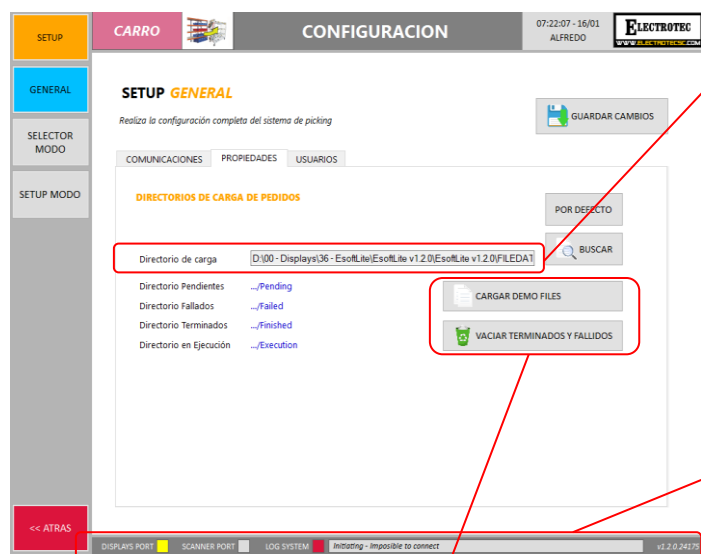 SETUP
CARRO
CONFIGURACION
07:22:07 - 16/01
ALFREDO
ELECTROTEC
WWW.ELECTROTECSC.COM
GENERAL
SELECTOR
MODO
SETUP MODO
<< ATRAS
SETUP GENERAL
Realiza la configuración completa del sistema de picking
GUARDAR CAMBIOS
COMUNICACIONES PROPIEDADES USUARIOS
DIRECTORIOS DE CARGA DE PEDIDOS
POR DEFECTO
Directorio de carga D:\00 - Displays\36 - EsoftLite\EsoftLite v1.2.0\EsoftLite v1.2.0\FILEDAT
BUSCAR
Directorio Pendientes .../Pending
Directorio Fallados .../Failed
Directorio Terminados .../Finished
Directorio en Ejecución .../Execution
CARGAR DEMO FILES
VACIAR TERMINADOS Y FALLIDOS
DISPLAYS PORT SCANNER PORT LOG SYSTEM Initiating - Imposible to connect v1.2.0.24175